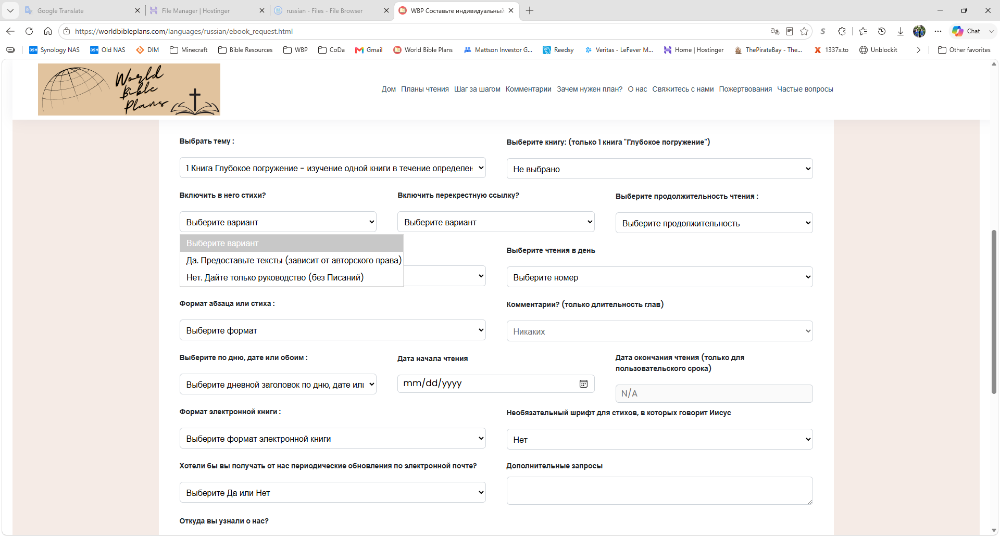 Google Translate
File Manager | Hostinger
russian - Files - File Browser
WBP Составьте индивидуальный
https://worldbibleplans.com/languages/russian/ebook_request.html
Chat
Synology NAS
Old NAS
DIM
Minecraft
Bible Resources
WBP
CoDa
Gmail
World Bible Plans
Mattson Investor G...
Reedsy
Veritas - LeFever M...
Home | Hostinger
ThePirateBay - The...
1337x.to
Unblockit
Other favorites
World
Bible
Plans
Дом Планы чтения Шаг за шагом Комментарии Зачем нужен план? О нас Свяжитесь с нами Пожертвования Частые вопросы
Выбрать тему :
Выберите книгу: (только 1 книга "Глубокое погружение")
1 Книга Глубокое погружение - изучение одной книги в течение определен
Не выбрано
Включить в него стихи?
Включить перекрестную ссылку?
Выберите продолжительность чтения :
Выберите вариант
Выберите вариант
Выберите продолжительность
Выберите вариант
Да. Предоставьте тексты (зависит от авторского права)
Нет. Дайте только руководство (без Писаний)
Выберите чтения в день
Выберите номер
Формат абзаца или стиха :
Комментарии? (только длительность глав)
Выберите формат
Никаких
Выберите по дню, дате или обоим :
Дата начала чтения
Дата окончания чтения (только для
пользовательского срока)
Выберите дневной заголовок по дню, дате илı
mm/dd/yyyy
N/A
Формат электронной книги :
Необязательный шрифт для стихов, в которых говорит Иисус
Выберите формат электронной книги
Нет
Хотели бы вы получать от нас периодические обновления по электронной почте?
Дополнительные запросы
Выберите Да или Нет
Откуда вы узнали о нас?